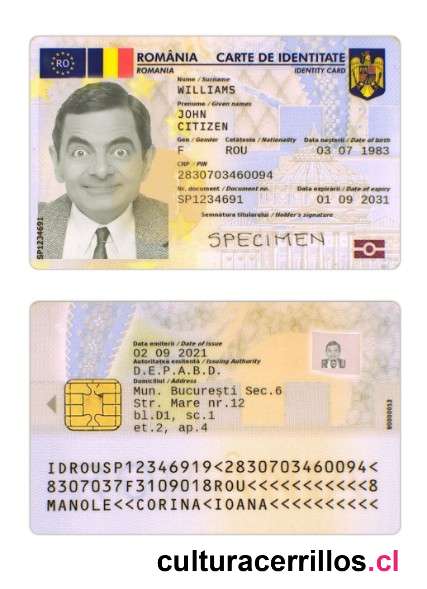 RO
ROMÂNIA CARTE DE IDENTITATE
ROMANIA IDENTITY CARD
Nume / Surname
WILLIAMS
Prenume / Given names
JOHN
CITIZEN
Gen / Gender Cetățenie / Nationality Data nașterii / Date of birth
F ROU 03 07 1983
CNP / PIN
2830703460094
Nr. document / Document no. Data expirării / Date of expiry
SP1234691 01 09 2031
Semnătura titularului / Holder's signature
SPECIMEN
SP1234691
Data emiterii / Date of issue
02 09 2021
Autoritatea emitentă / Issuing Authority
D.E.P.A.B.D.
Domiciliul / Address
Mun. București Sec.6
Str. Mare nr.12
bl.D1, sc.1
et.2, ap.4
ROU
IDROUSP12346919<2830703460094<
8307037F3109018ROU<<<<<<<<<<<8
MANOLE<<CORINA<IOANA<<<<<<<<<<
culturacerrillos.cl